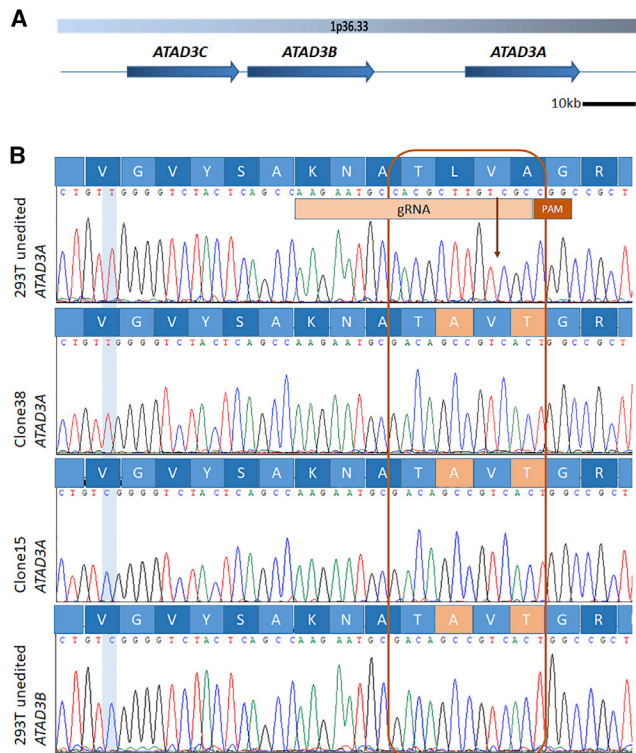 A
1p36.33
ATAD3C ATAD3B ATAD3A
10kb
B
V G V Y S A K N A T L V A G R
C T G T T G G G G T C T A C T C A G C C A A G A A T G C C A C G C T T G T C G C C G G C C G C T
gRNA PAM
293T unedited
ATAD3A
V G V Y S A K N A T A V T G R
C T G T T G G G G T C T A C T C A G C C A A G A A T G C G A C A G C C G T C A C T G G C C G C T
Clone38
ATAD3A
V G V Y S A K N A T A V T G R
C T G T C G G G G T C T A C T C A G C C A A G A A T G C G A C A G C C G T C A C T G G C C G C T
Clone15
ATAD3A
V G V Y S A K N A T A V T G R
C T G T C G G G G T C T A C T C A G C C A A G A A T G C G A C A G C C G T C A C T G G C C G C T
293T unedited
ATAD3B